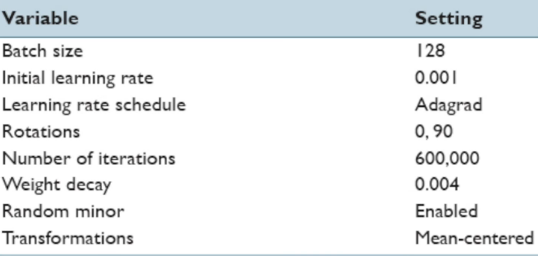 Variable Setting
Batch size 128
Initial learning rate 0.001
Learning rate schedule Adagrad
Rotations 0, 90
Number of iterations 600,000
Weight decay 0.004
Random minor Enabled
Transformations Mean-centered